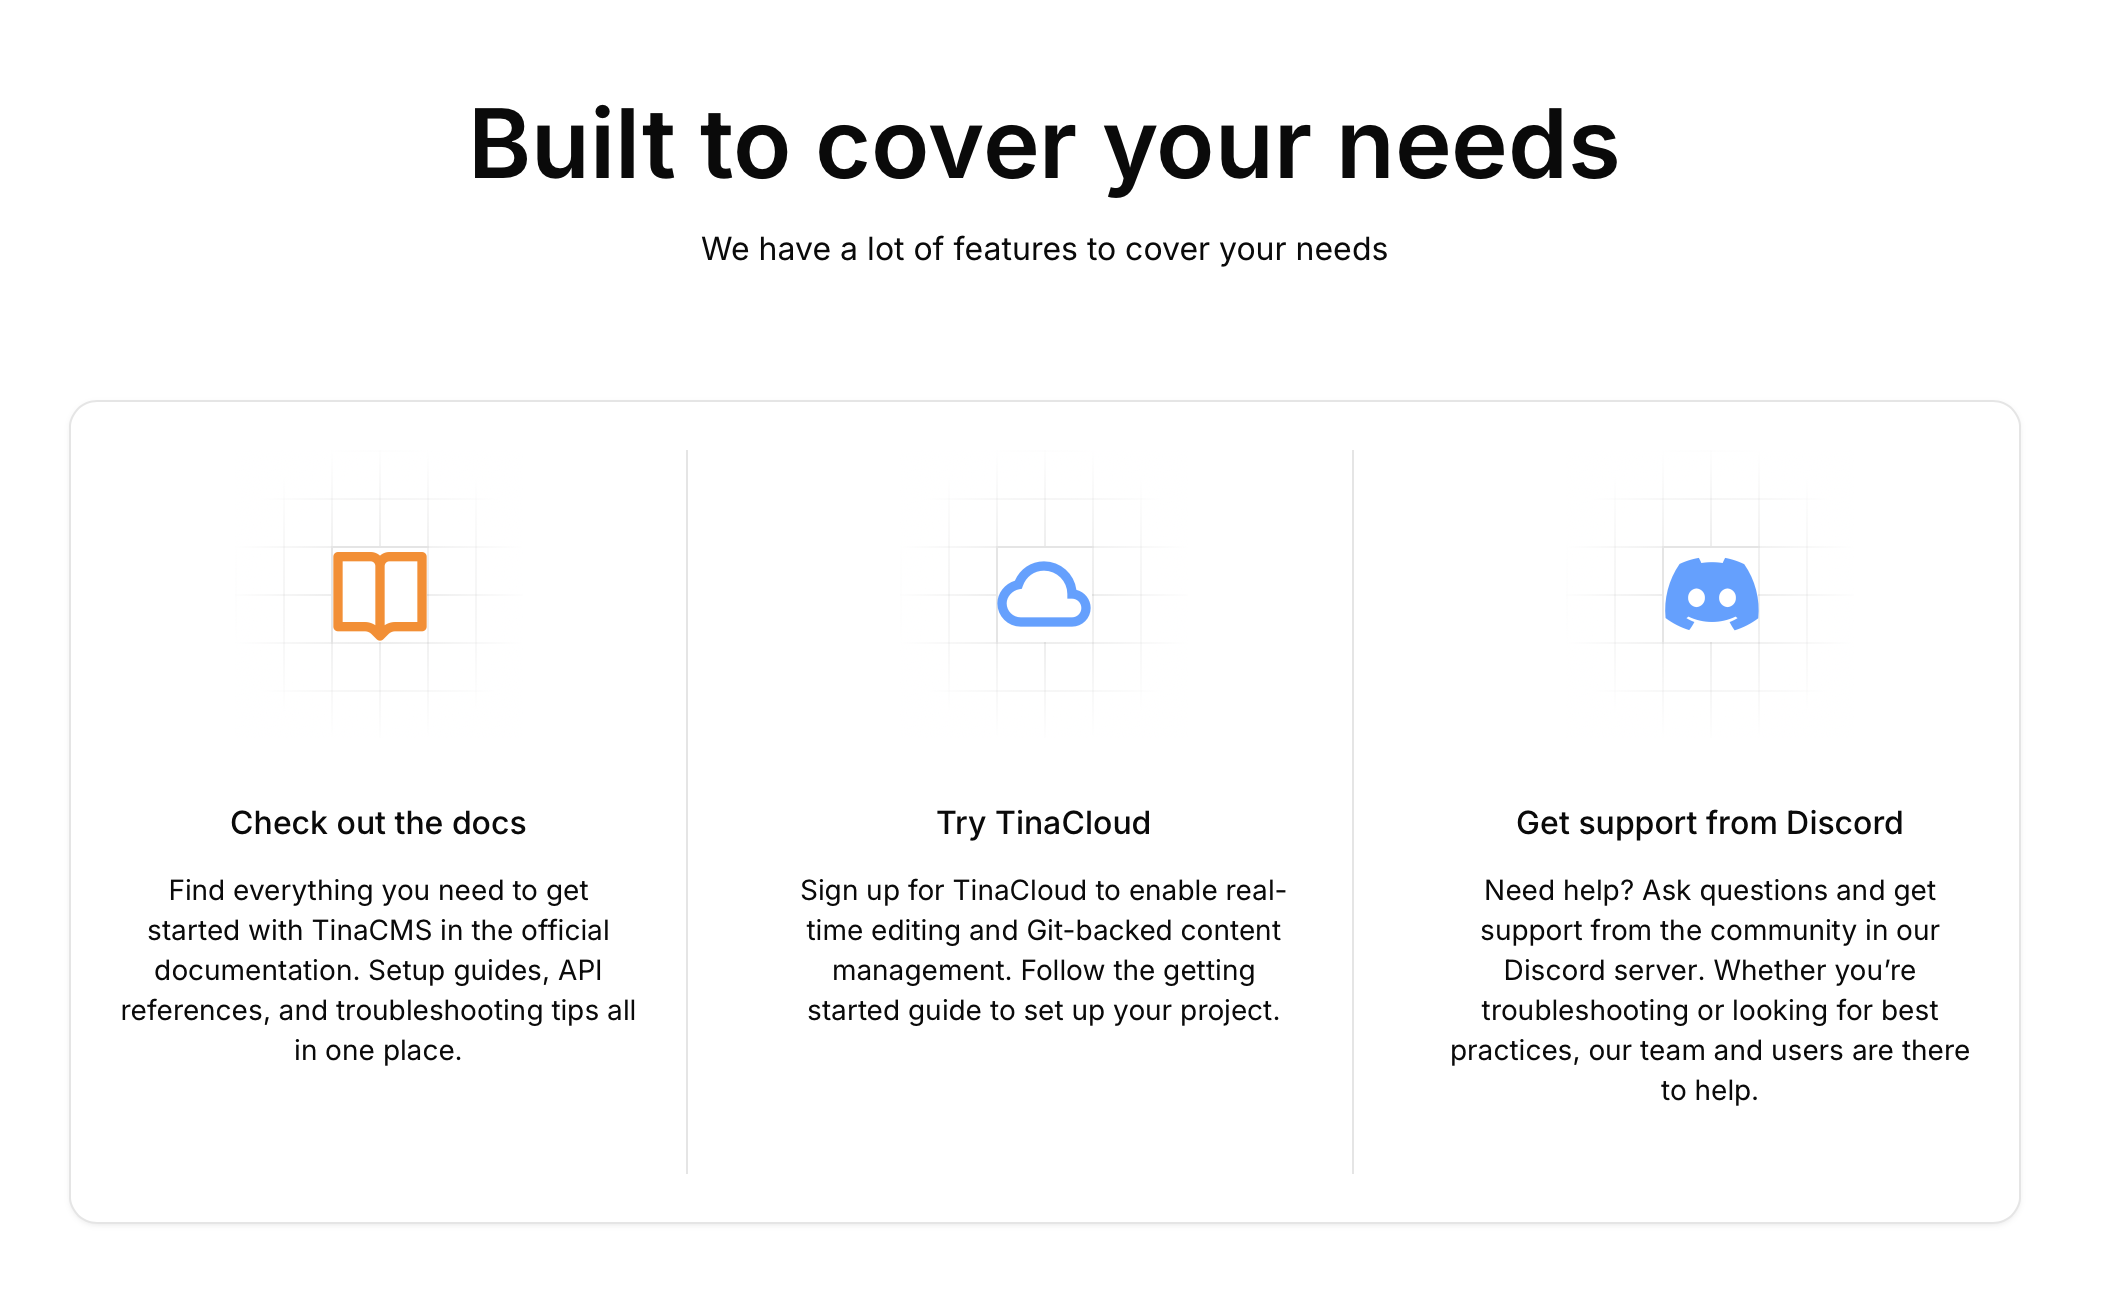 Built to cover your needs
We have a lot of features to cover your needs
Check out the docs
Find everything you need to get
started with TinaCMS in the official
documentation. Setup guides, API
references, and troubleshooting tips all
in one place.
Try TinaCloud
Sign up for TinaCloud to enable real-
time editing and Git-backed content
management. Follow the getting
started guide to set up your project.
Get support from Discord
Need help? Ask questions and get
support from the community in our
Discord server. Whether you’re
troubleshooting or looking for best
practices, our team and users are there
to help.